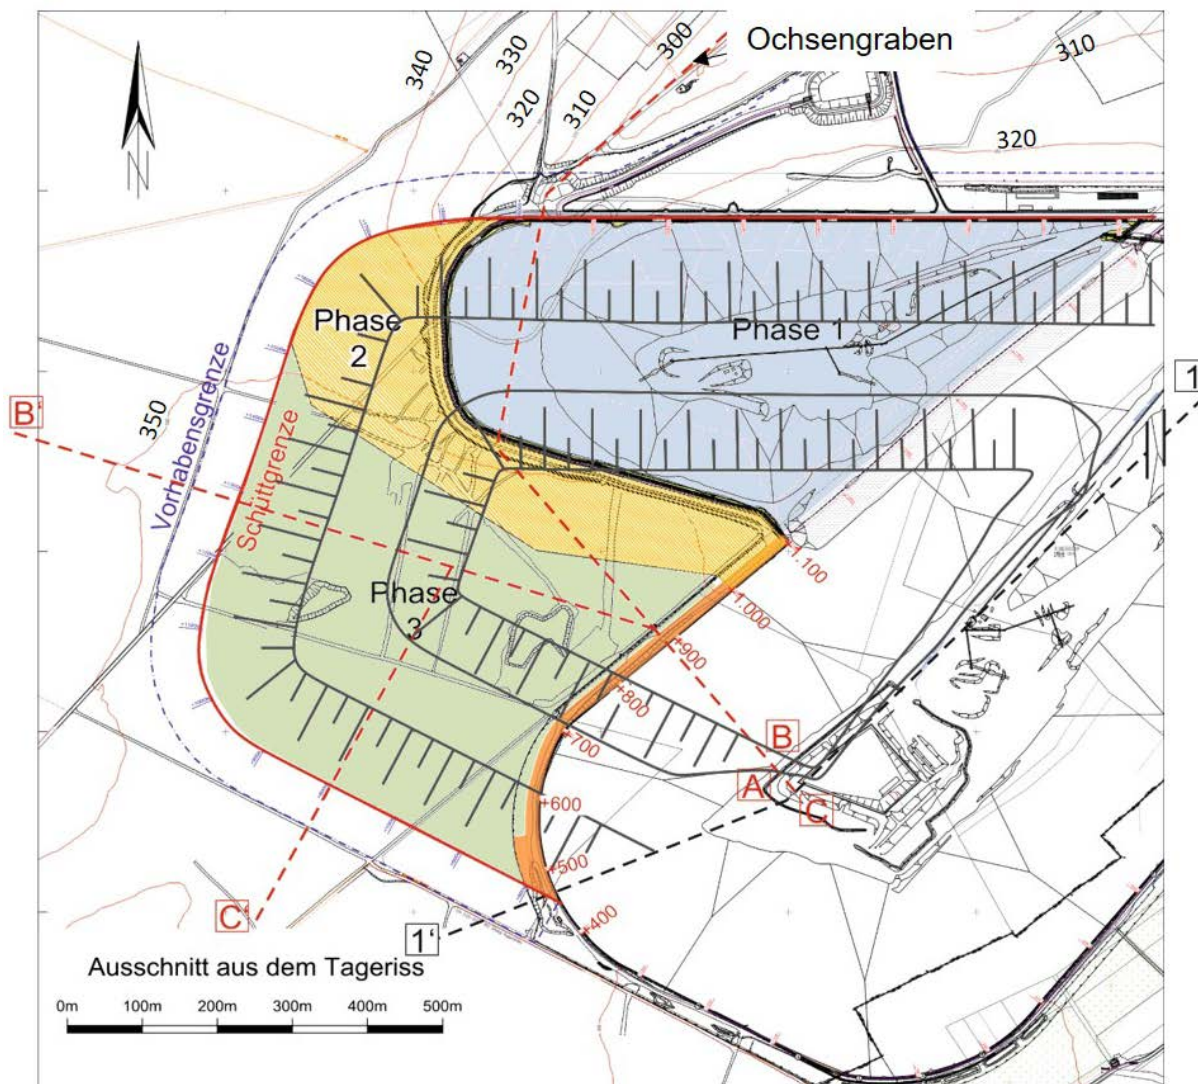 Ochsengraben
340
330
320
310
300
310
320
N
Phase
2
Phase 1
1
B'
350
Vorhabensgrenze
Schüttgrenze
Phase
3
+1.100
+1.000
+900
+800
+700
+600
+500
+400
B
A
C
C'
1'
Ausschnitt aus dem Tageriss
0m 100m 200m 300m 400m 500m